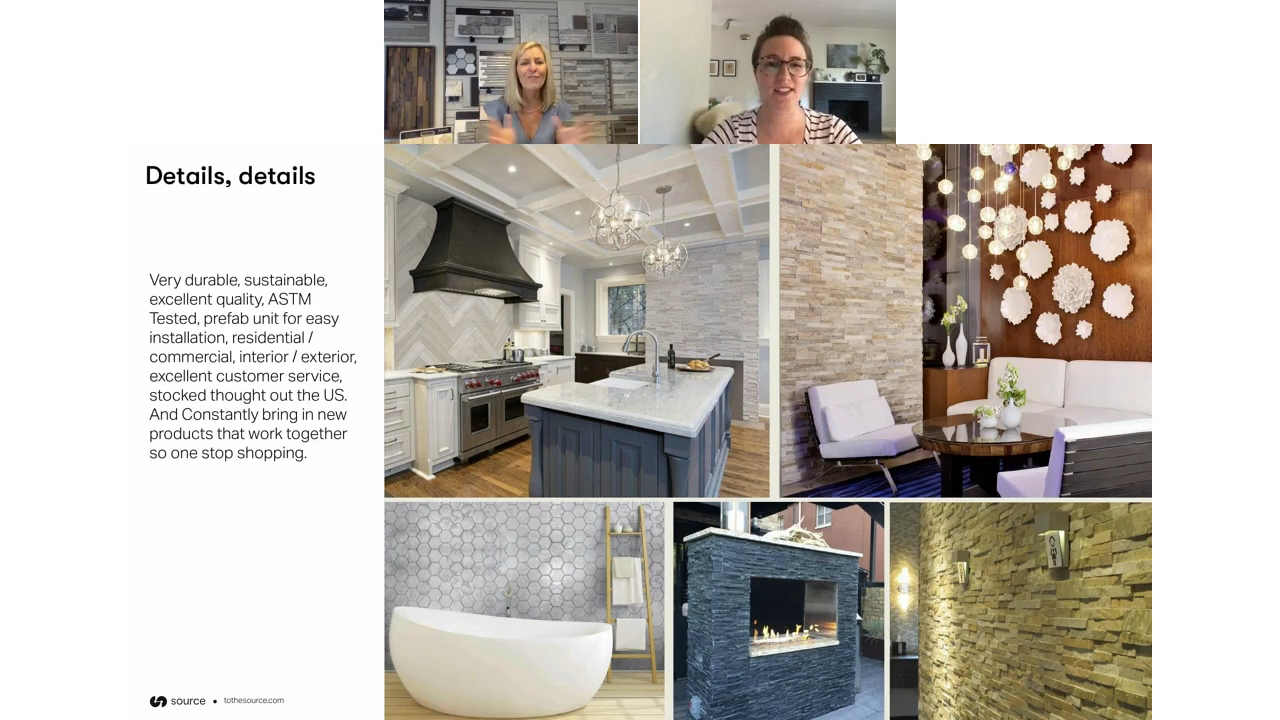 Details, details
Very durable, sustainable,
excellent quality, ASTM
Tested, prefab unit for easy
installation, residential /
commercial, interior / exterior,
excellent customer service,
stocked thought out the US.
And Constantly bring in new
products that work together
so one stop shopping.
source • tothesource.com